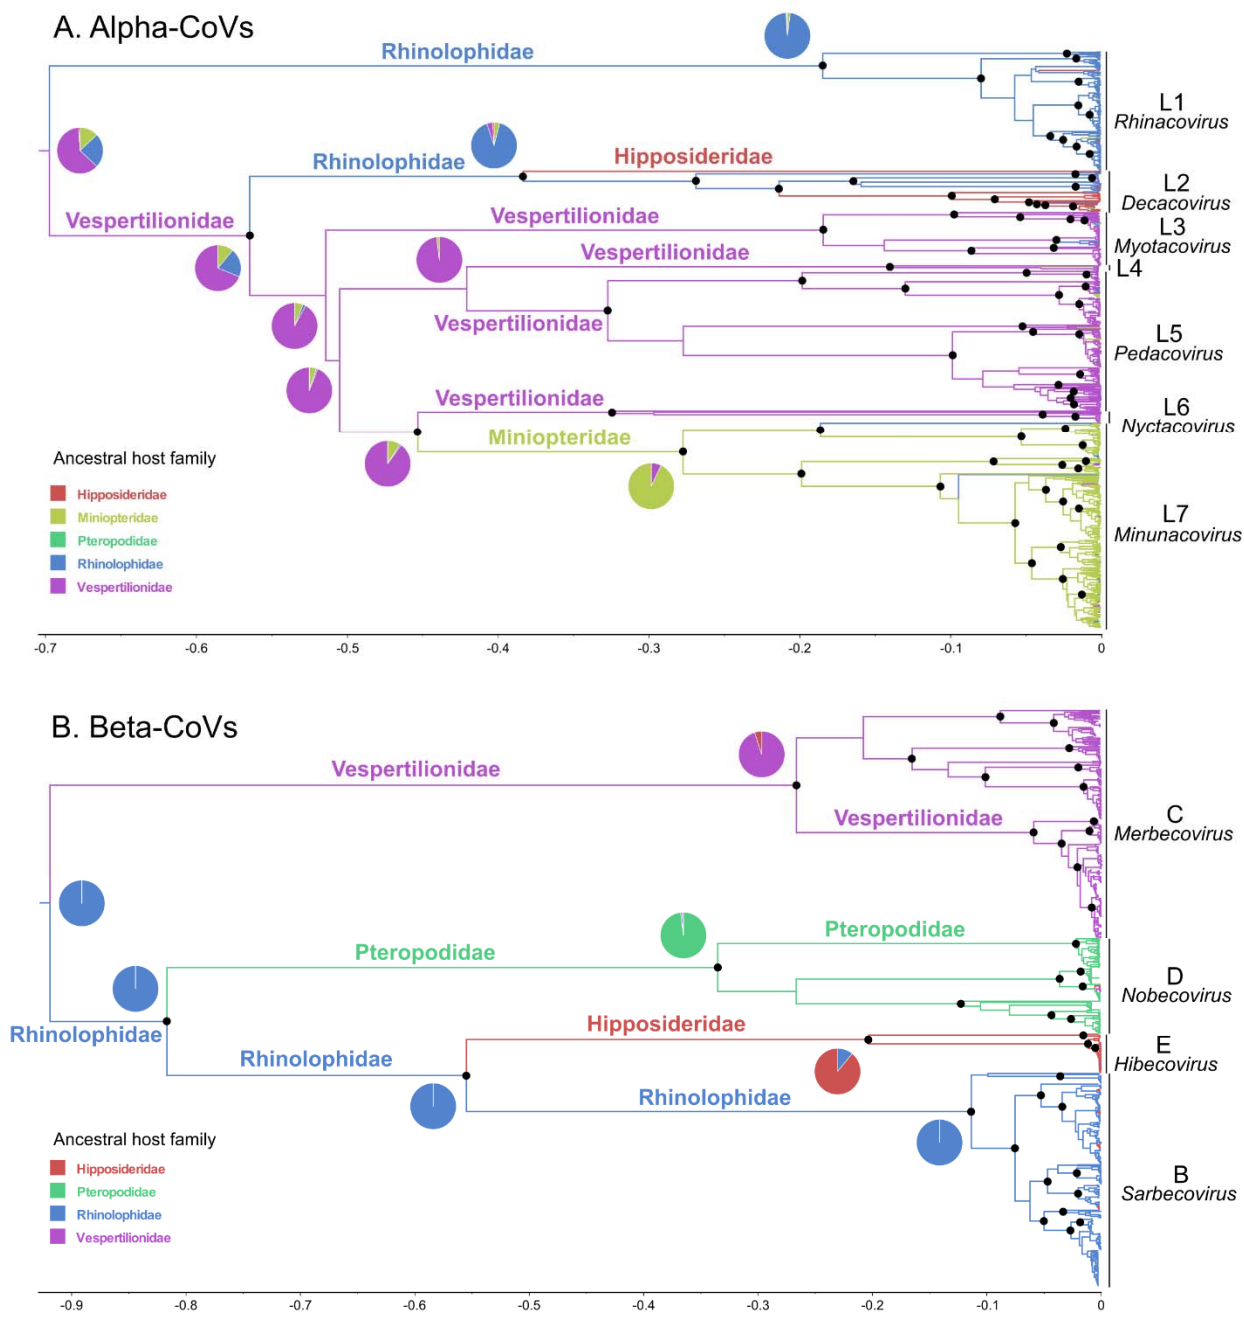 A. Alpha-CoVs
Rhinolophidae
L1
Rhinacovirus
Rhinolophidae
Hipposideridae
L2
Decacovirus
Vespertilionidae
Vespertilionidae
L3
Myotacovirus
Vespertilionidae
L4
Vespertilionidae
L5
Pedacovirus
Vespertilionidae
L6
Nyctacovirus
Miniopteridae
L7
Minunacovirus
Ancestral host family
Hipposideridae
Miniopteridae
Pteropodidae
Rhinolophidae
Vespertilionidae
-0.7 -0.6 -0.5 -0.4 -0.3 -0.2 -0.1 0
B. Beta-CoVs
Vespertilionidae
Vespertilionidae
C
Merbecovirus
Pteropodidae
Pteropodidae
D
Nobecovirus
Rhinolophidae
Hipposideridae
E
Hibecovirus
Rhinolophidae
Rhinolophidae
B
Sarbecovirus
Ancestral host family
Hipposideridae
Pteropodidae
Rhinolophidae
Vespertilionidae
-0.9 -0.8 -0.7 -0.6 -0.5 -0.4 -0.3 -0.2 -0.1 0